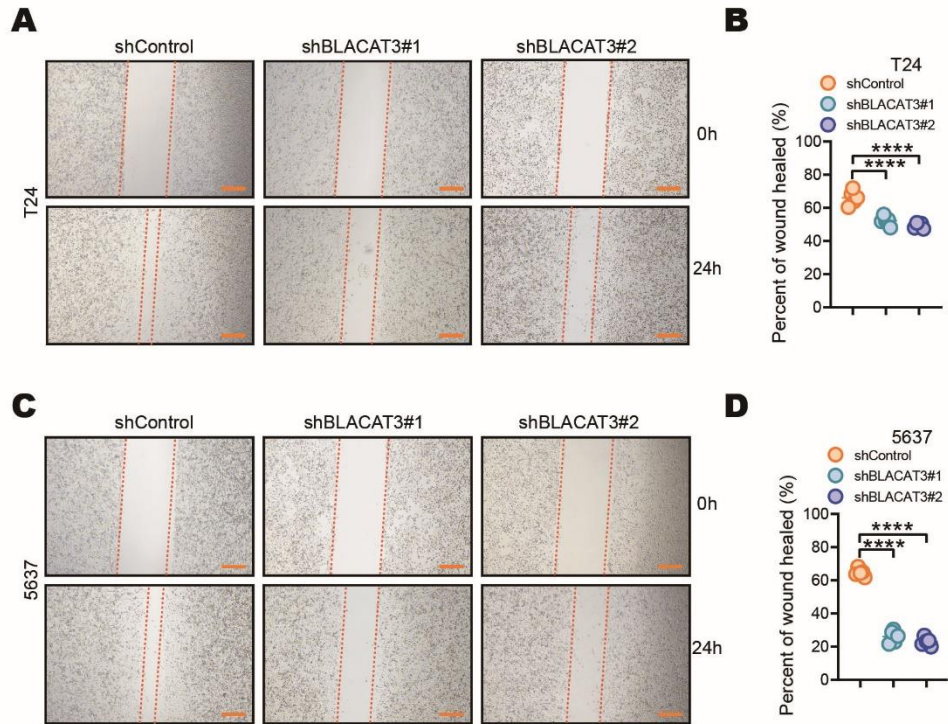 A
shControl
shBLACAT3#1
shBLACAT3#2
T24
0h
24h
B
T24
shControl
shBLACAT3#1
shBLACAT3#2
****
****
Percent of wound healed (%)
100
80
60
40
20
0
C
shControl
shBLACAT3#1
shBLACAT3#2
5637
0h
24h
D
5637
shControl
shBLACAT3#1
shBLACAT3#2
****
****
Percent of wound healed (%)
100
80
60
40
20
0